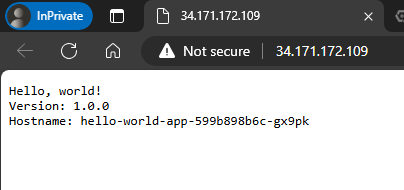 InPrivate
34.171.172.109
Not secure
34.171.172.109
Hello, world!
Version: 1.0.0
Hostname: hello-world-app-599b898b6c-gx9pk